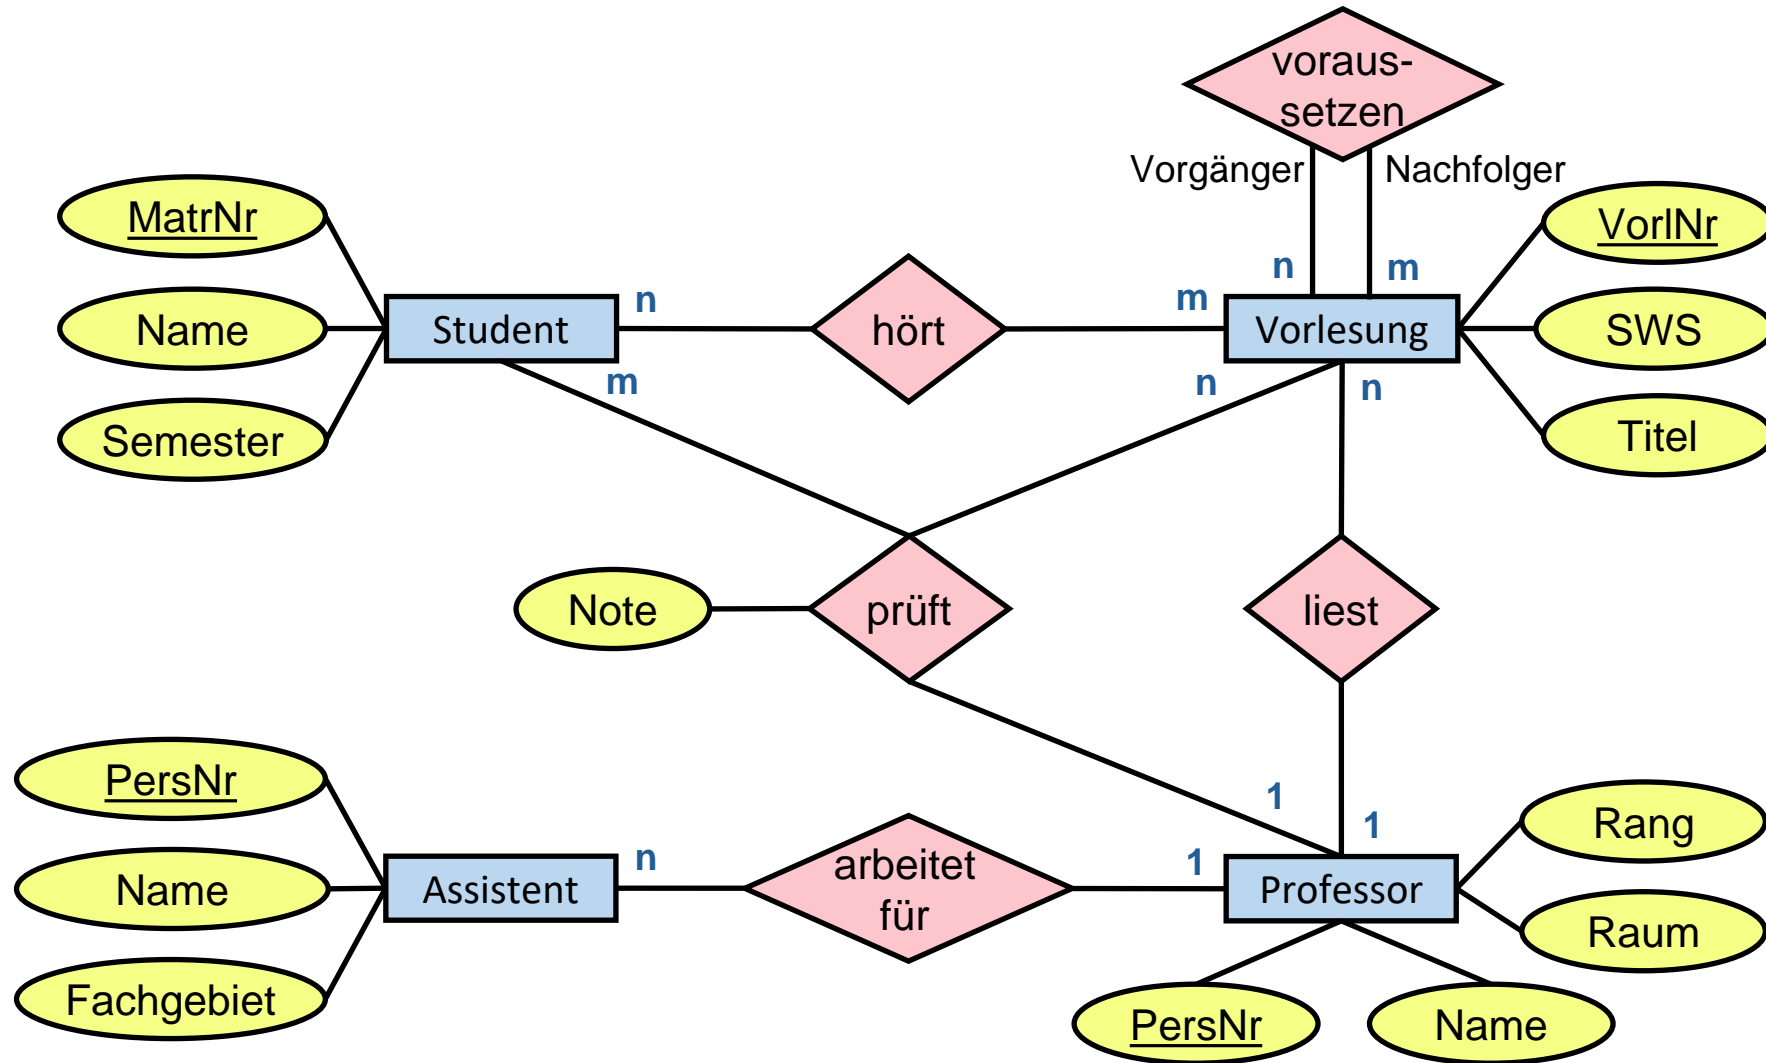 voraus-
setzen
Vorgänger
Nachfolger
MatrNr
VorlNr
n
m
n
m
Name
Student
hört
Vorlesung
SWS
m
n
n
Semester
Titel
Note
prüft
liest
PersNr
1
1
Rang
n
1
Name
Assistent
arbeitet
für
Professor
Raum
Fachgebiet
PersNr
Name